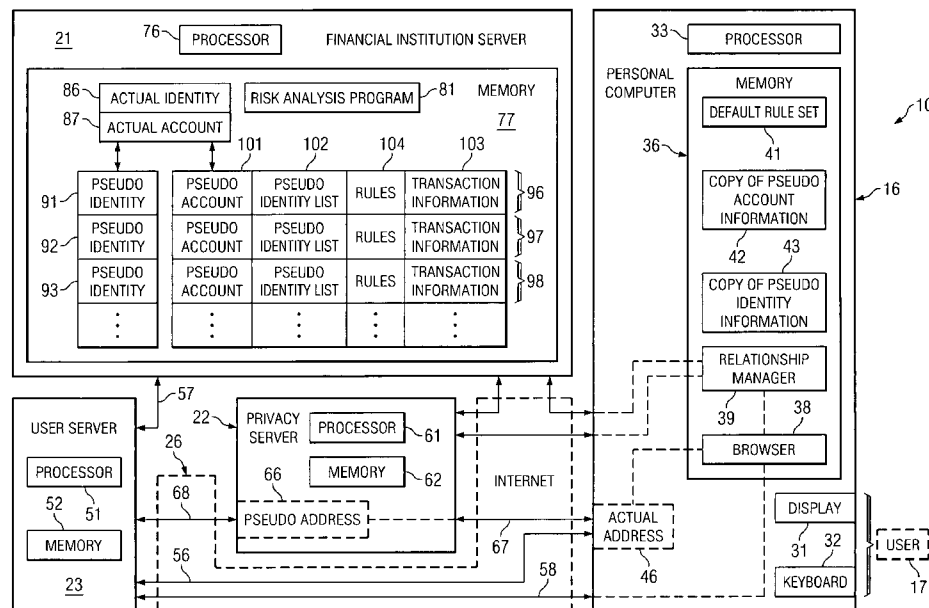 21
76
PROCESSOR
FINANCIAL INSTITUTION SERVER
86
ACTUAL IDENTITY
RISK ANALYSIS PROGRAM
81
MEMORY
77
87
ACTUAL ACCOUNT
101
102
104
103
91
PSEUDO IDENTITY
PSEUDO ACCOUNT
PSEUDO IDENTITY LIST
RULES
TRANSACTION INFORMATION
96
92
PSEUDO IDENTITY
PSEUDO ACCOUNT
PSEUDO IDENTITY LIST
RULES
TRANSACTION INFORMATION
97
93
PSEUDO IDENTITY
PSEUDO ACCOUNT
PSEUDO IDENTITY LIST
RULES
TRANSACTION INFORMATION
98
33
PROCESSOR
PERSONAL
COMPUTER
MEMORY
DEFAULT RULE SET
41
36
10
16
COPY OF PSEUDO
ACCOUNT
INFORMATION
42
43
COPY OF PSEUDO
IDENTITY
INFORMATION
RELATIONSHIP
MANAGER
39
38
BROWSER
57
USER SERVER
PROCESSOR
51
52
MEMORY
23
22
PRIVACY
SERVER
PROCESSOR
61
MEMORY
62
26
66
PSEUDO ADDRESS
68
INTERNET
67
56
58
ACTUAL
ADDRESS
46
DISPLAY
31
32
KEYBOARD
USER
17